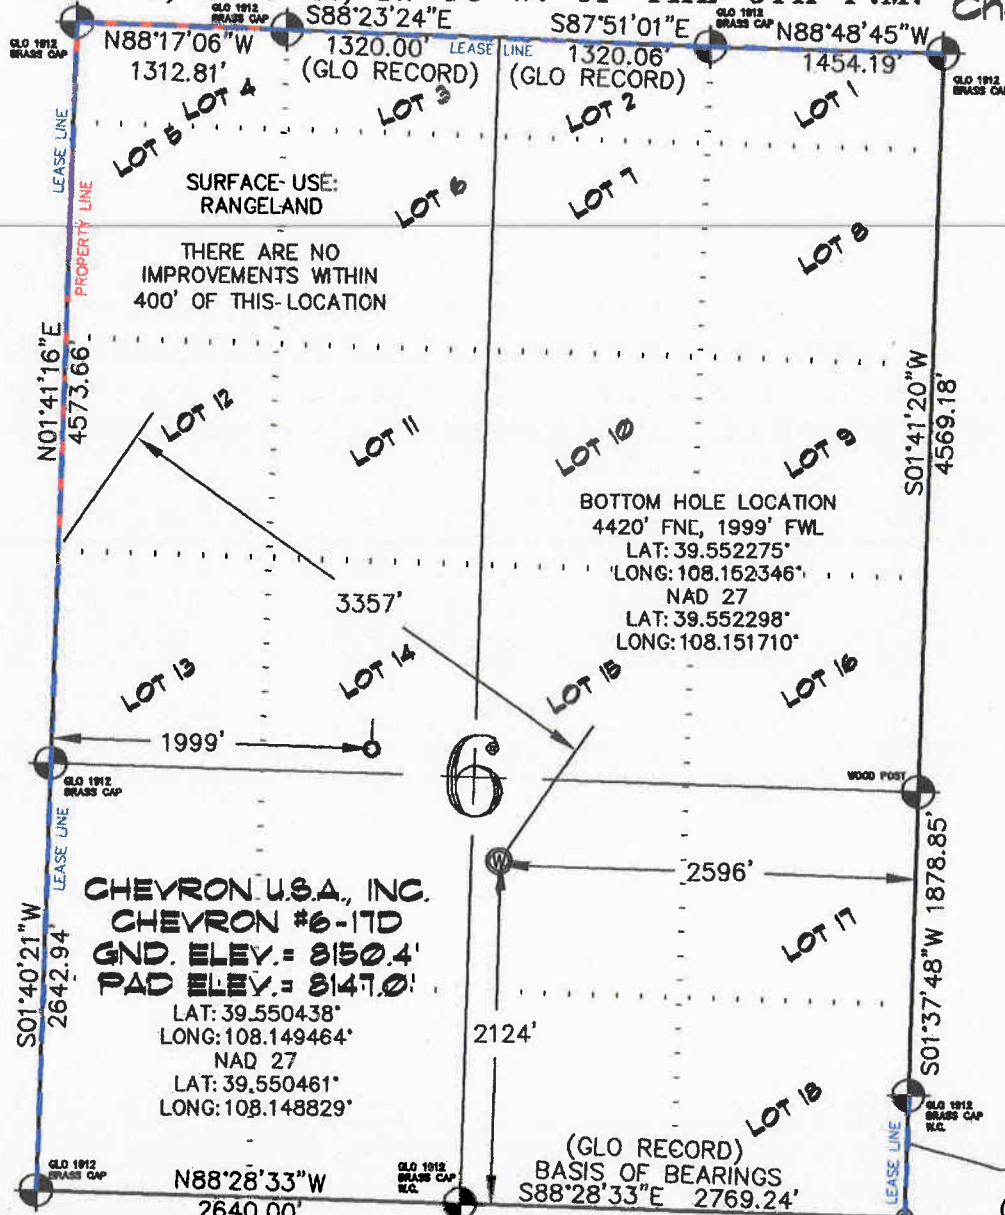 GLO 1912
BRASS CAP
GLO 1912
BRASS CAP
S88°23'24"E
S87°51'01"E
GLO 1912
BRASS CAP
N88°17'06"W
1312.81'
1320.00'
(GLO RECORD)
LEASE LINE
1320.06'
(GLO RECORD)
N88°48'45"W
1454.19'
GLO 1912
BRASS CAP
LOT 4
LOT 3
LOT 2
LOT 1
LOT 5
LOT 6
LOT 7
LOT 8
LEASE LINE
PROPERTY LINE
SURFACE USE:
RANGELAND
THERE ARE NO
IMPROVEMENTS WITHIN
400' OF THIS LOCATION
N01°41'16"E
4573.66'
S01°41'20"W
4569.18'
LOT 12
LOT 11
LOT 10
LOT 9
BOTTOM HOLE LOCATION
4420' FNE, 1999' FWL
LAT: 39.552275°
LONG: 108.152346°
NAD 27
LAT: 39.552298°
LONG: 108.151710°
3357'
LOT 13
LOT 14
LOT 15
LOT 16
1999'
6
GLO 1912
BRASS CAP
WOOD POST
LEASE LINE
W
2596'
CHEVRON U.S.A., INC.
CHEVRON #6-17D
GND. ELEV.= 8150.4'
PAD ELEV.= 8147.0'
LAT: 39.550438°
LONG: 108.149464°
NAD 27
LAT: 39.550461°
LONG: 108.148829°
S01°40'21"W
2642.94'
2124'
LOT 17
S01°37'48"W 1878.85'
LOT 18
GLO 1912
BRASS CAP
W.C.
LEASE LINE
GLO 1912
BRASS CAP
N88°28'33"W
2640.00'
GLO 1912
BRASS CAP
W.C.
(GLO RECORD)
BASIS OF BEARINGS
S88°28'33"E 2769.24'